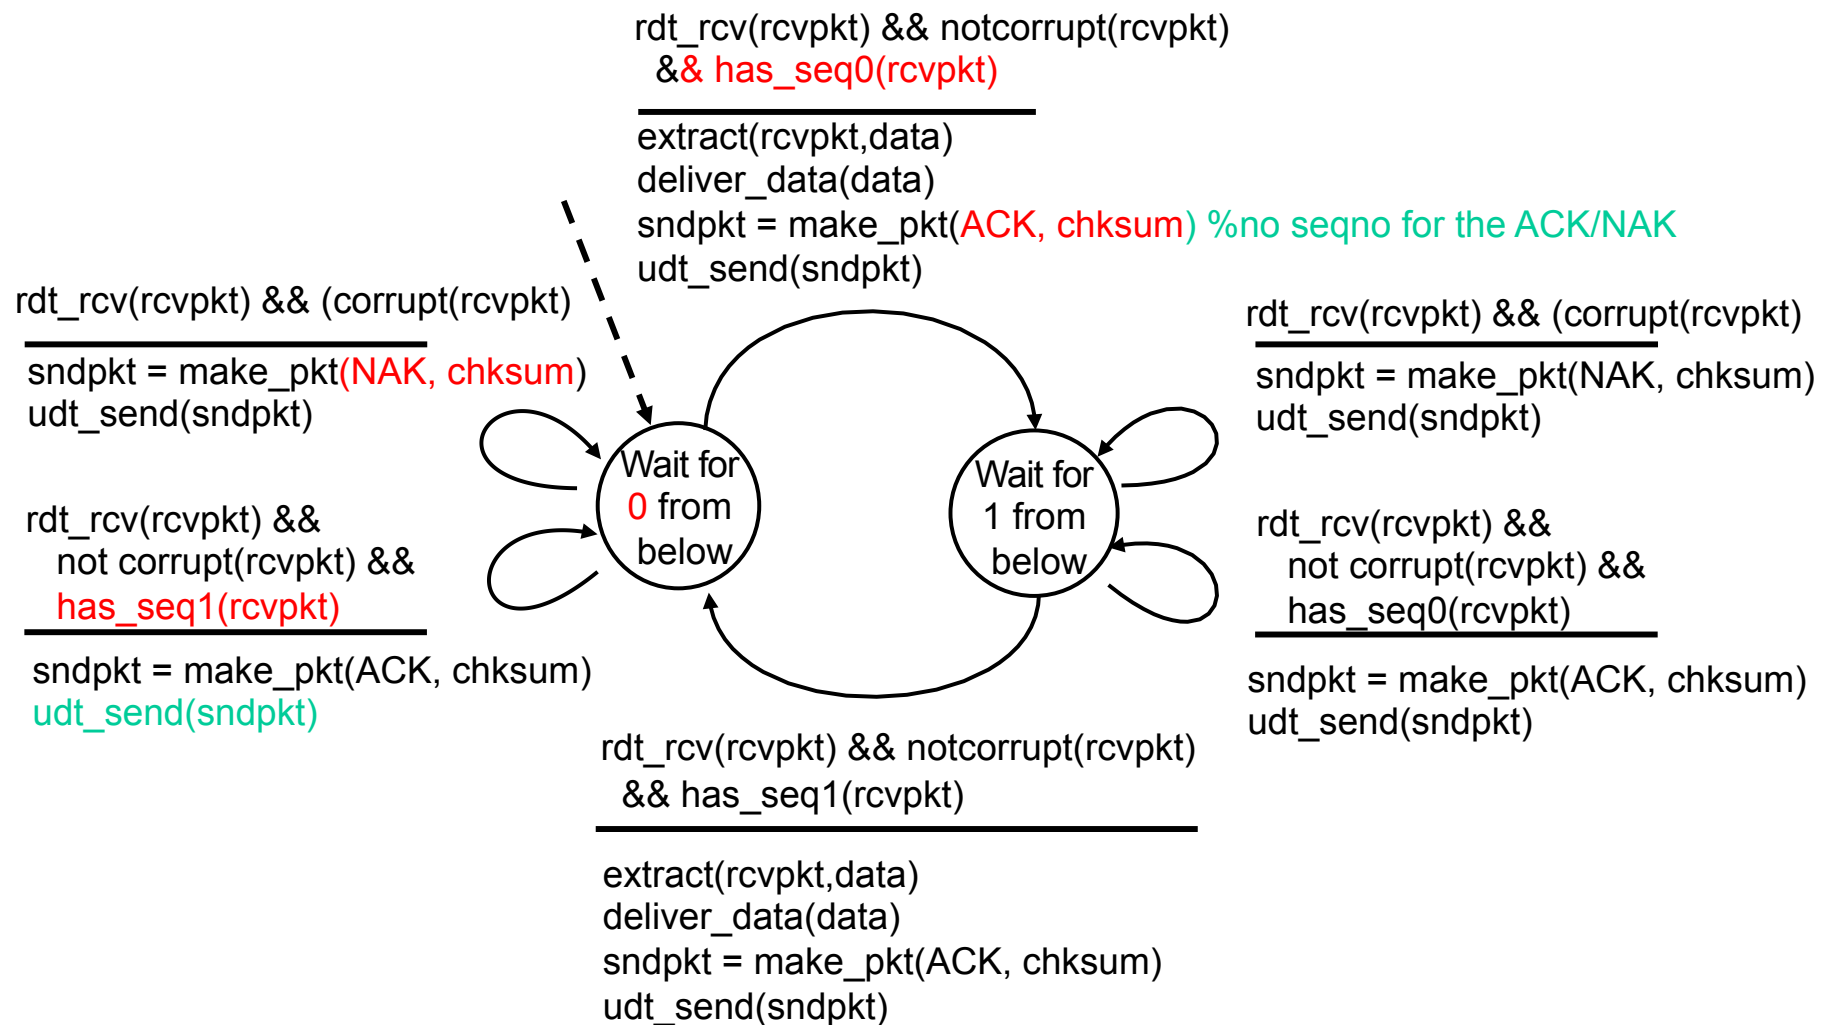 rdt_rcv(rcvpkt) && notcorrupt(rcvpkt)
&& has_seq0(rcvpkt)
extract(rcvpkt,data)
deliver_data(data)
sndpkt = make_pkt(ACK, chksum) %no seqno for the ACK/NAK
udt_send(sndpkt)
rdt_rcv(rcvpkt) && (corrupt(rcvpkt)
sndpkt = make_pkt(NAK, chksum)
udt_send(sndpkt)
rdt_rcv(rcvpkt) &&
not corrupt(rcvpkt) &&
has_seq1(rcvpkt)
sndpkt = make_pkt(ACK, chksum)
udt_send(sndpkt)
Wait for
0 from
below
Wait for
1 from
below
rdt_rcv(rcvpkt) && (corrupt(rcvpkt)
sndpkt = make_pkt(NAK, chksum)
udt_send(sndpkt)
rdt_rcv(rcvpkt) &&
not corrupt(rcvpkt) &&
has_seq0(rcvpkt)
sndpkt = make_pkt(ACK, chksum)
udt_send(sndpkt)
rdt_rcv(rcvpkt) && notcorrupt(rcvpkt)
&& has_seq1(rcvpkt)
extract(rcvpkt,data)
deliver_data(data)
sndpkt = make_pkt(ACK, chksum)
udt_send(sndpkt)